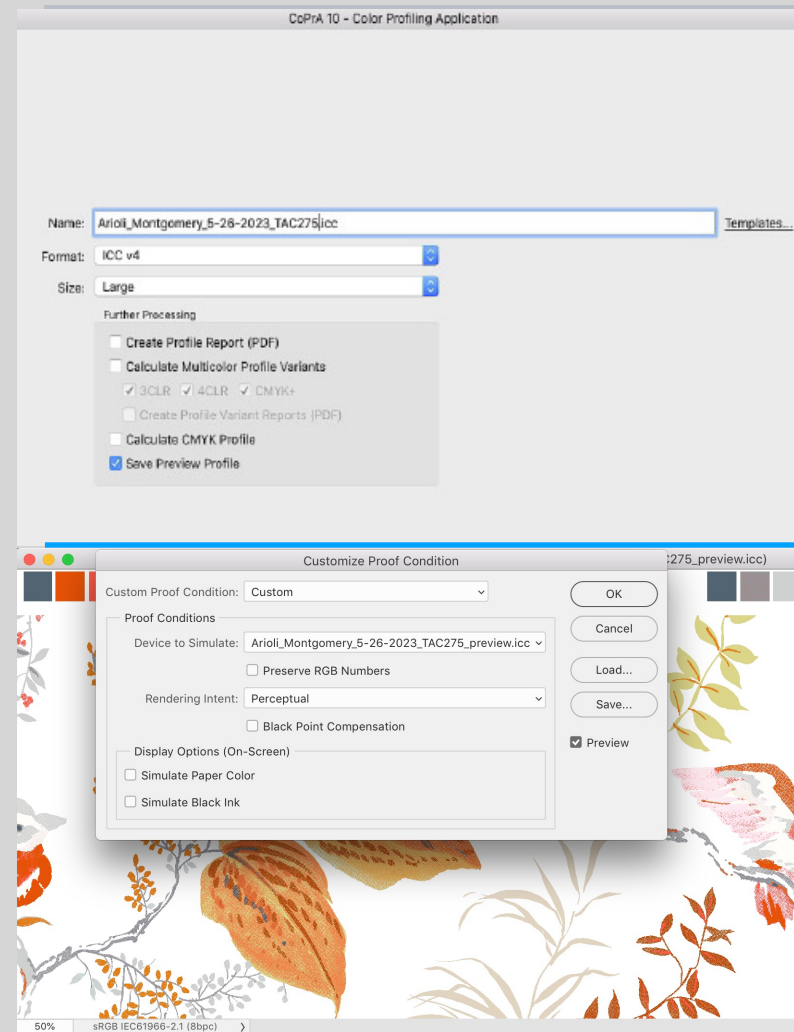 CoPrA 10 - Color Profiling Application
Name: Arioli_Montgomery_5-26-2023_TAC275.icc Templates...
Format: ICC v4
Size: Large
Further Processing
Create Profile Report (PDF)
Calculate Multicolor Profile Variants
3CLR 4CLR CMYK+
Create Profile Variant Reports (PDF)
Calculate CMYK Profile
Save Preview Profile
Customize Proof Condition
C275_preview.icc)
Custom Proof Condition: Custom
OK
Proof Conditions
Cancel
Device to Simulate: Arioli_Montgomery_5-26-2023_TAC275_preview.icc
Preserve RGB Numbers
Load...
Rendering Intent: Perceptual
Save...
Black Point Compensation
Preview
Display Options (On-Screen)
Simulate Paper Color
Simulate Black Ink
50% sRGB IEC61966-2.1 (8bpc)